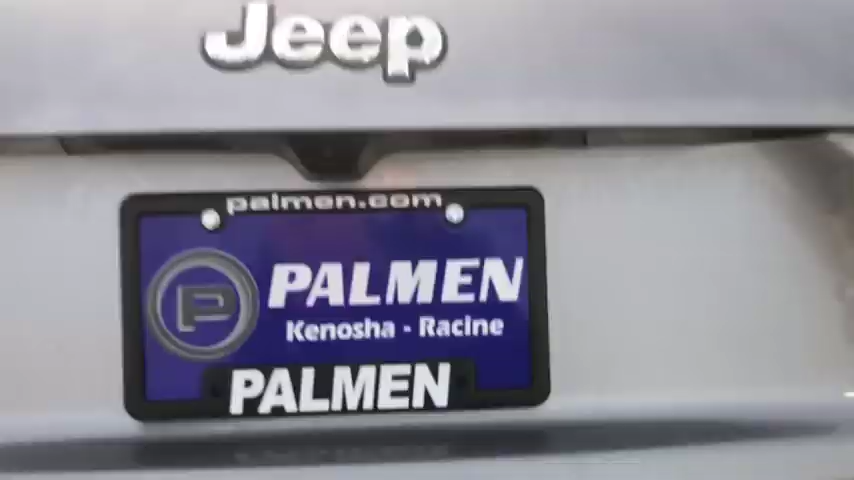 Jeep
palmen.com
P
PALMEN
Kenosha - Racine
PALMEN